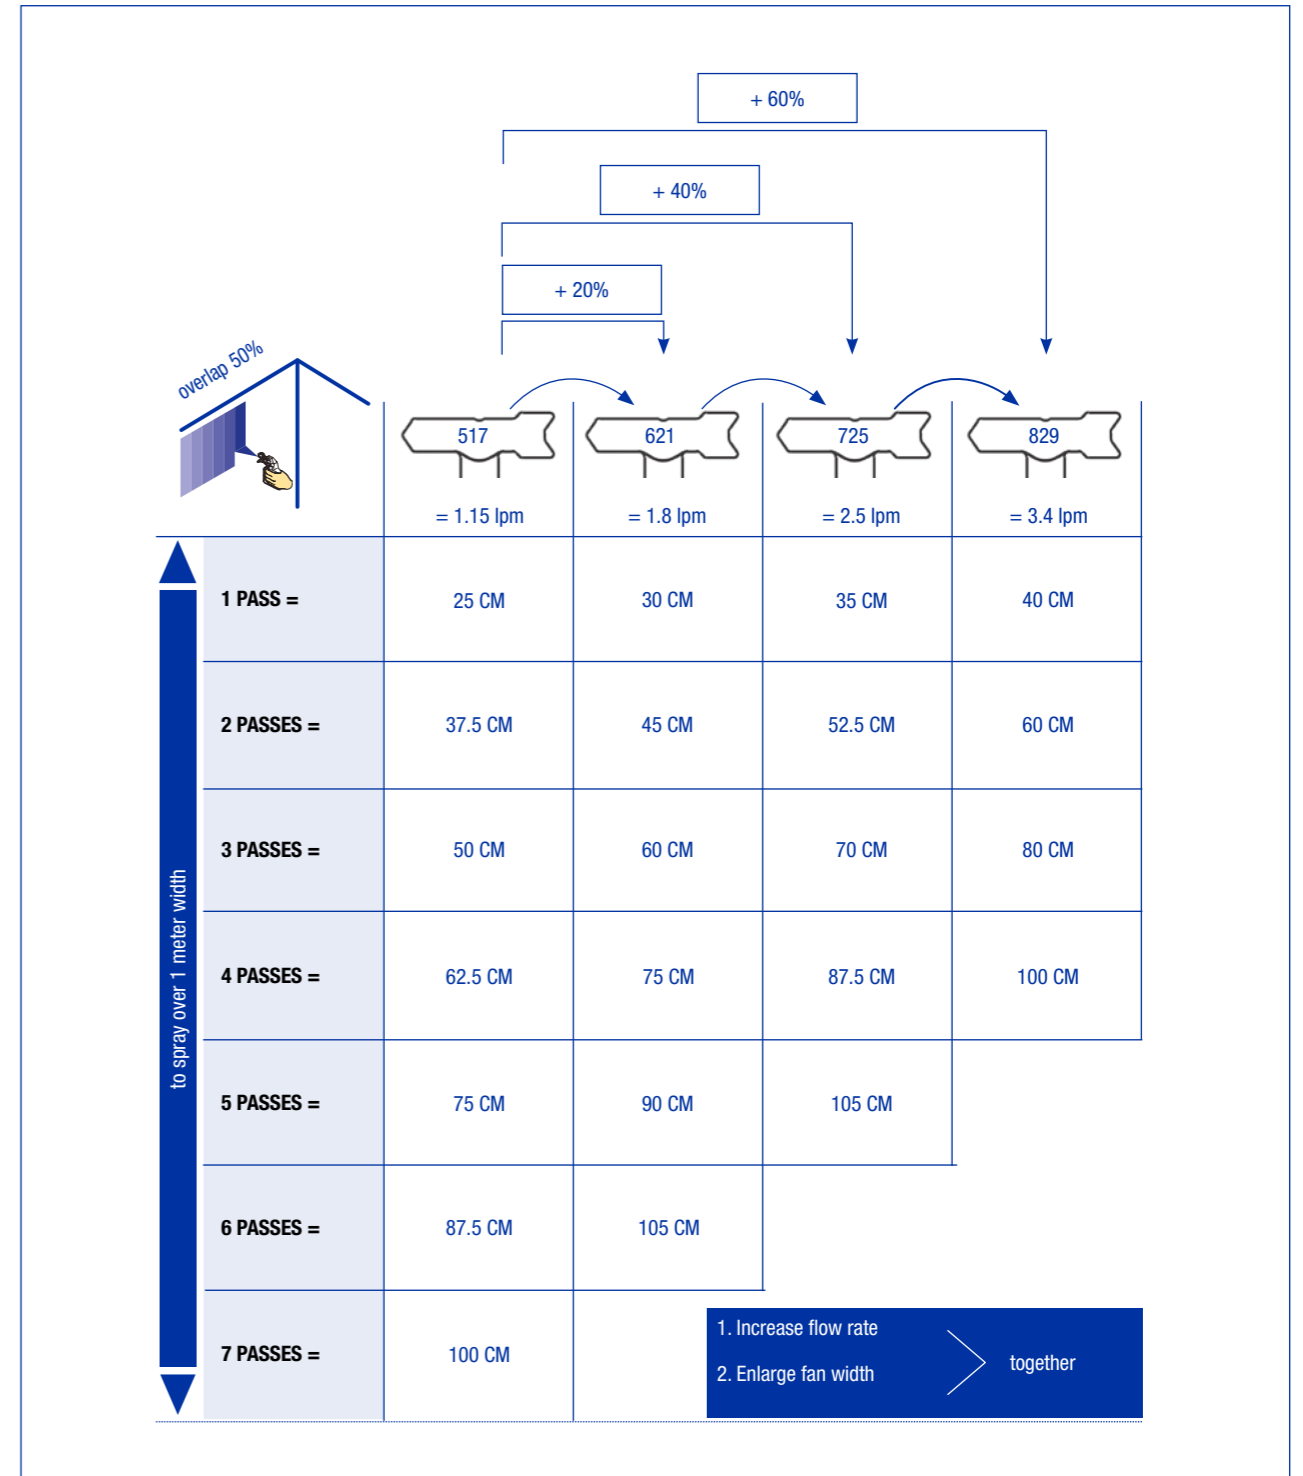 + 60%
+ 40%
+ 20%
overlap 50%
517 621 725 829
= 1.15 lpm = 1.8 lpm = 2.5 lpm = 3.4 lpm
to spray over 1 meter width
1 PASS = 25 CM 30 CM 35 CM 40 CM
2 PASSES = 37.5 CM 45 CM 52.5 CM 60 CM
3 PASSES = 50 CM 60 CM 70 CM 80 CM
4 PASSES = 62.5 CM 75 CM 87.5 CM 100 CM
5 PASSES = 75 CM 90 CM 105 CM
6 PASSES = 87.5 CM 105 CM
7 PASSES = 100 CM
1. Increase flow rate
2. Enlarge fan width
together